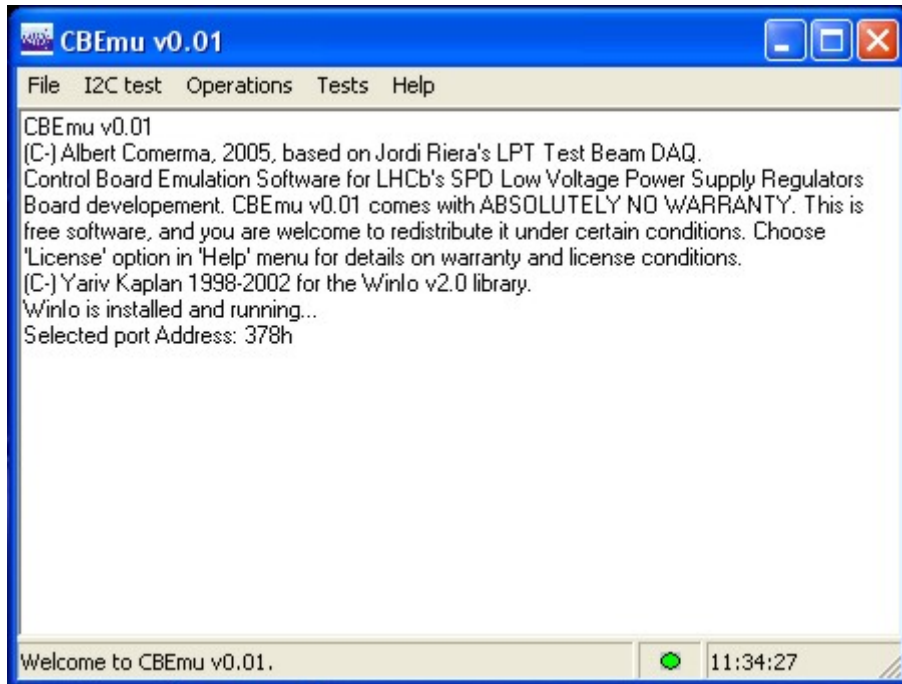 CBEmu v0.01
File I2C test Operations Tests Help
CBEmu v0.01
(C-) Albert Comerma, 2005, based on Jordi Riera's LPT Test Beam DAQ.
Control Board Emulation Software for LHCb's SPD Low Voltage Power Supply Regulators
Board developement. CBEmu v0.01 comes with ABSOLUTELY NO WARRANTY. This is
free software, and you are welcome to redistribute it under certain conditions. Choose
'License' option in 'Help' menu for details on warranty and license conditions.
(C-) Yariv Kaplan 1998-2002 for the WinIo v2.0 library.
WinIo is installed and running...
Selected port Address: 378h
Welcome to CBEmu v0.01. 11:34:27